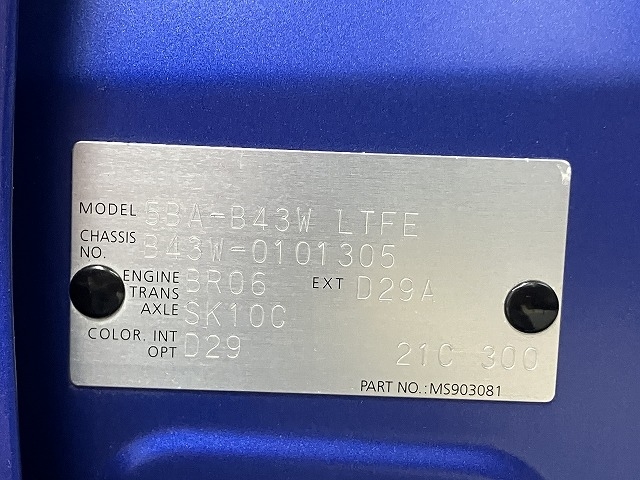 MODEL 5BA-B43W LTFE
CHASSIS NO. B43W-0101305
ENGINE BR06 EXT D29A
TRANS AXLE SK10C
COLOR. INT OPT D29 21C 300
PART NO.:MS903081